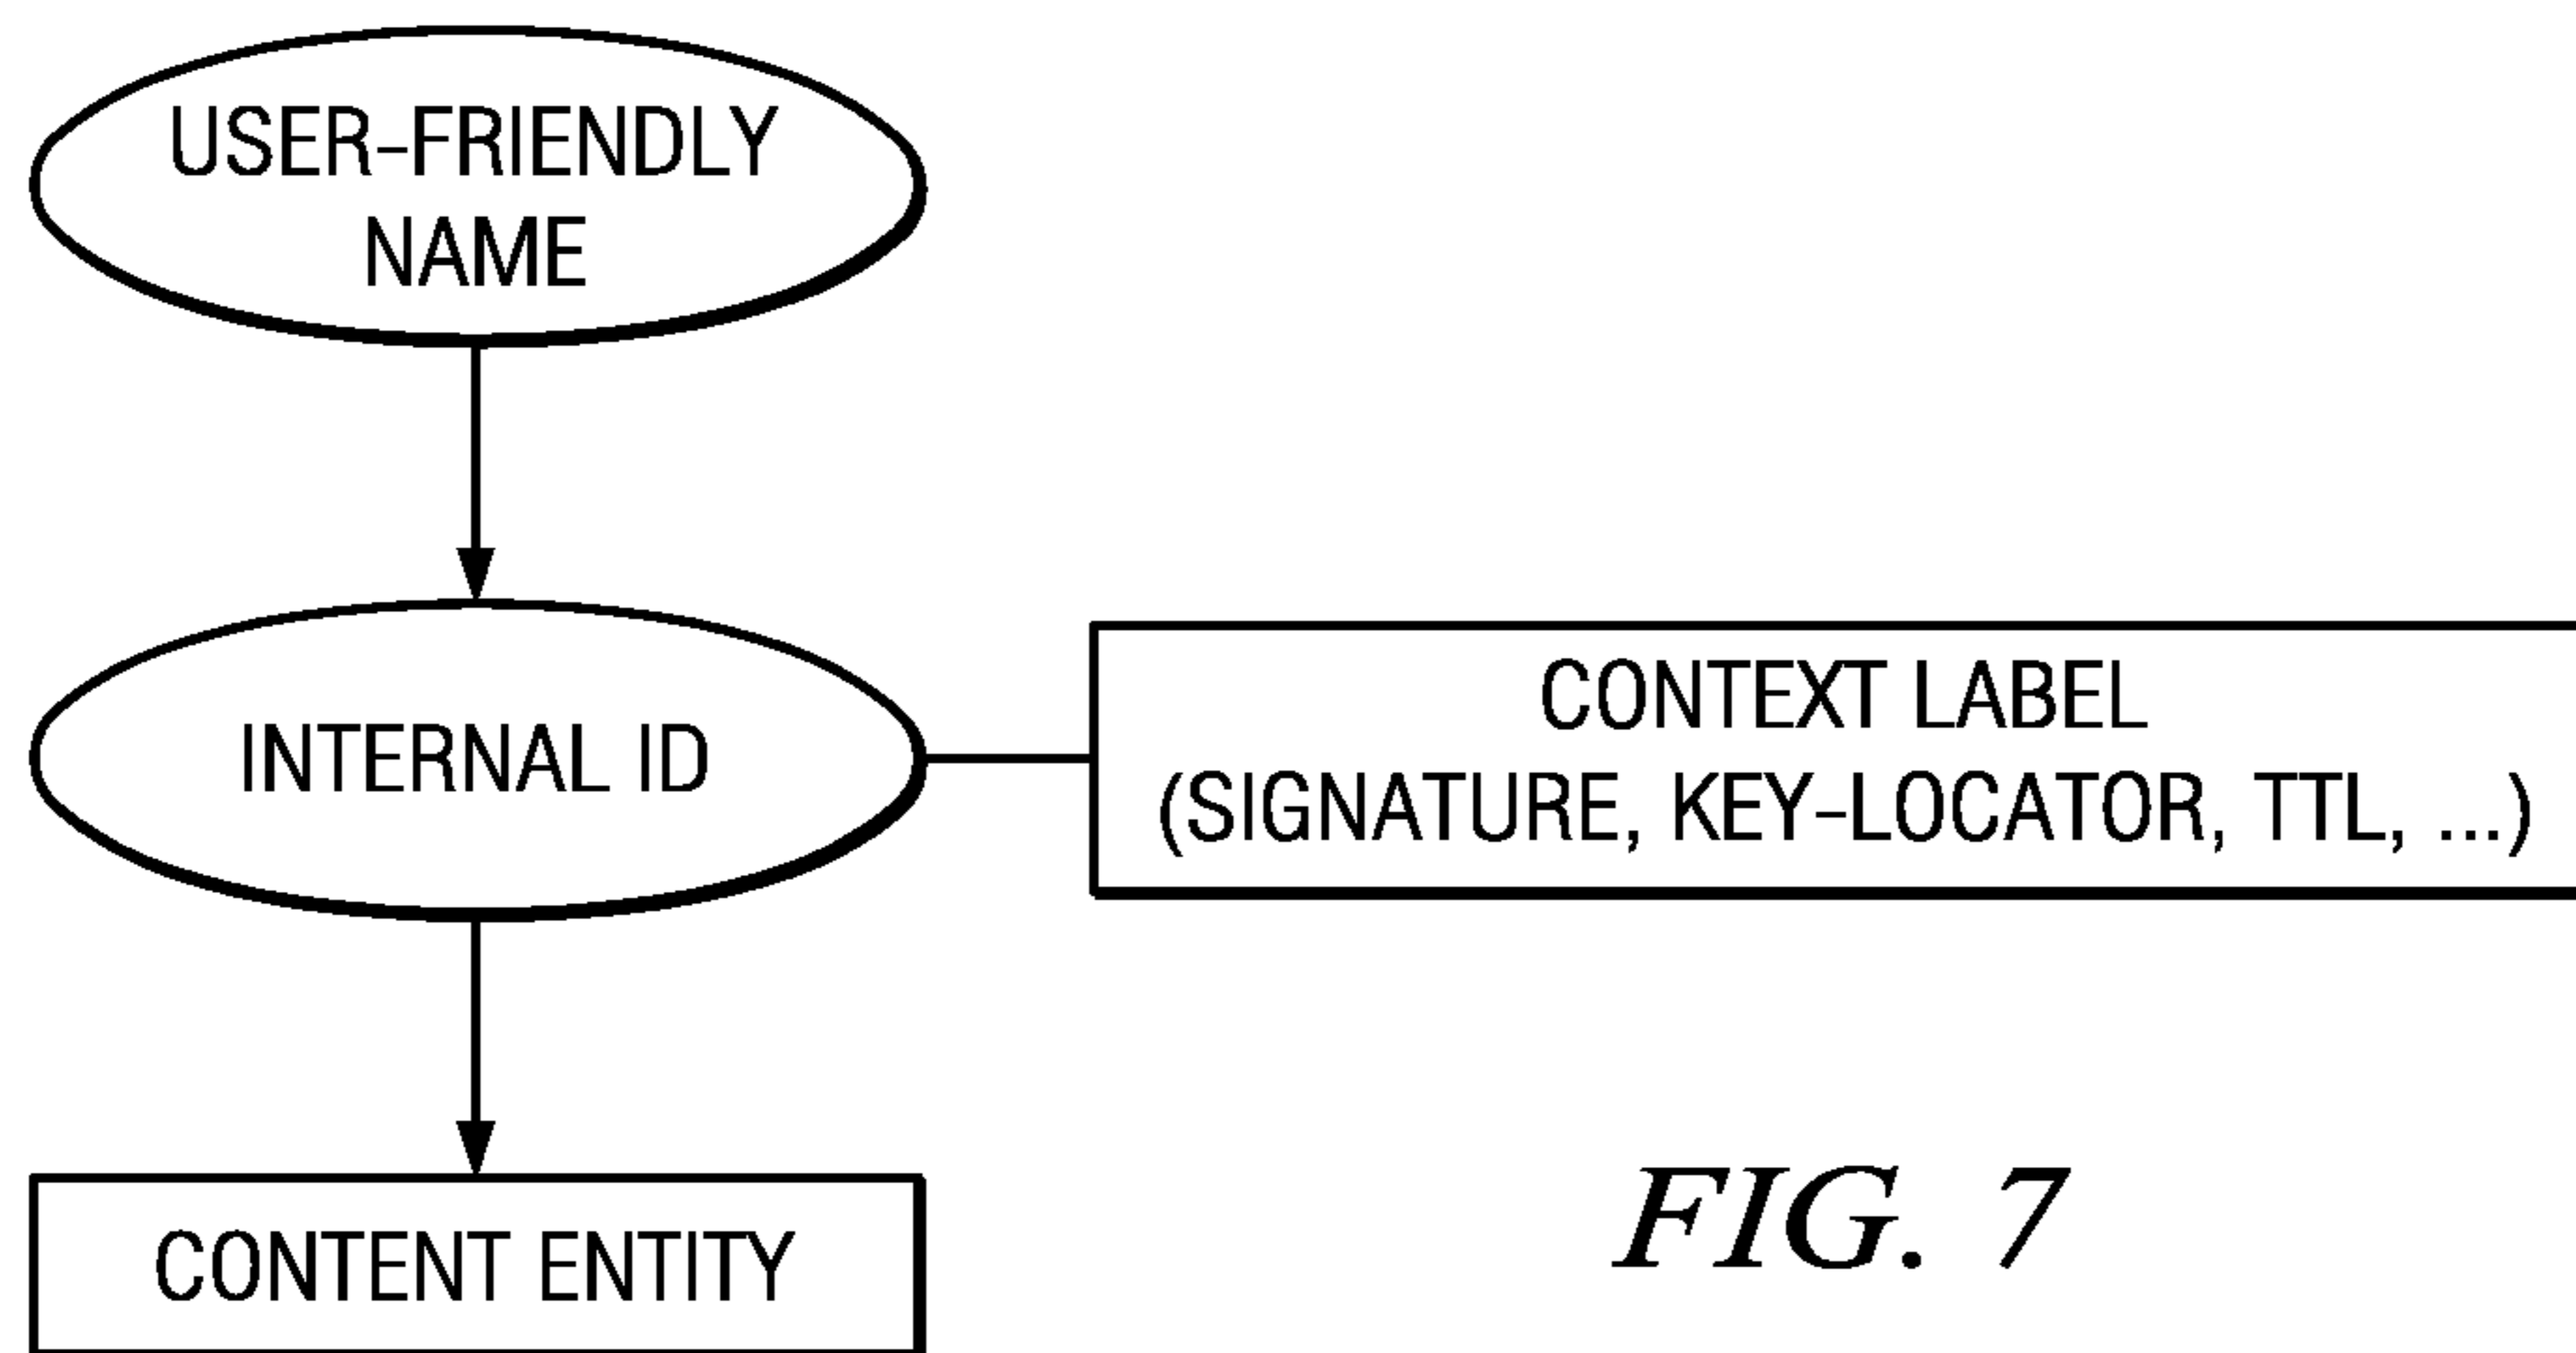 USER-FRIENDLY
NAME
INTERNAL ID
CONTEXT LABEL
(SIGNATURE, KEY-LOCATOR, TTL, ...)
CONTENT ENTITY
FIG. 7